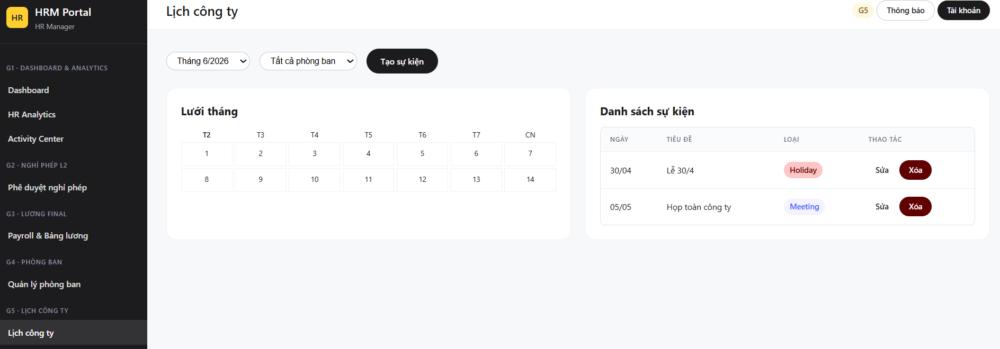 HR
HRM Portal
HR Manager
G1 · DASHBOARD & ANALYTICS
Dashboard
HR Analytics
Activity Center
G2 · NGHỈ PHÉP L2
Phê duyệt nghỉ phép
G3 · LƯƠNG FINAL
Payroll & Bảng lương
G4 · PHÒNG BAN
Quản lý phòng ban
G5 · LỊCH CÔNG TY
Lịch công ty
Lịch công ty
G5 Thông báo Tài khoản
Tháng 6/2026 Tất cả phòng ban Tạo sự kiện
Lưới tháng
T2 T3 T4 T5 T6 T7 CN
1 2 3 4 5 6 7
8 9 10 11 12 13 14
Danh sách sự kiện
NGÀY TIÊU ĐỀ LOẠI THAO TÁC
30/04 Lễ 30/4 Holiday Sửa Xóa
05/05 Họp toàn công ty Meeting Sửa Xóa